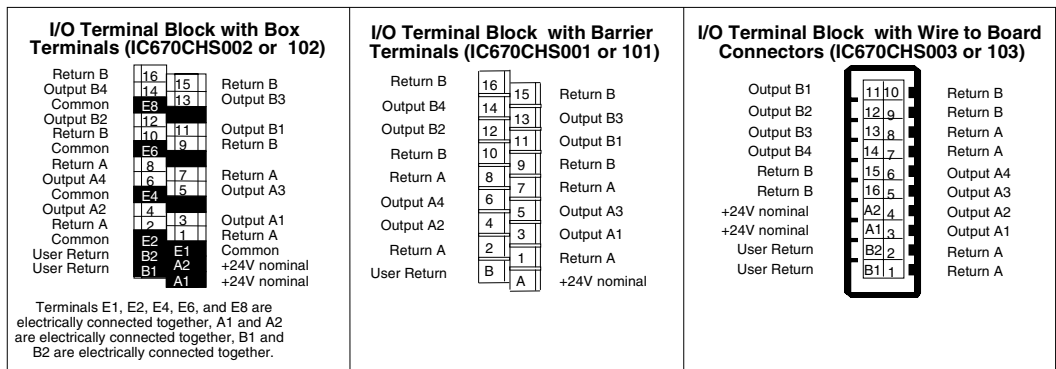 I/O Terminal Block with Box
Terminals (IC670CHS002 or 102)
Return B 16
15 Return B
Output B4 14
13 Output B3
Common E8
Output B2 12
11 Output B1
Return B 10
9 Return B
Common E6
Return A 8
7 Return A
Output A4 6
5 Output A3
Common E4
Output A2 4
3 Output A1
Return A 2
1 Return A
Common E2
E1 Common
User Return B2
A2 +24V nominal
User Return B1
A1 +24V nominal
Terminals E1, E2, E4, E6, and E8 are
electrically connected together, A1 and A2
are electrically connected together, B1 and
B2 are electrically connected together.
I/O Terminal Block with Barrier
Terminals (IC670CHS001 or 101)
Return B 16
15 Return B
Output B4 14
13 Output B3
Output B2 12
11 Output B1
Return B 10
9 Return B
Return A 8
7 Return A
Output A4 6
5 Output A3
Output A2 4
3 Output A1
Return A 2
1 Return A
User Return B
A +24V nominal
I/O Terminal Block with Wire to Board
Connectors (IC670CHS003 or 103)
Output B1 11 10 Return B
Output B2 12 9 Return B
Output B3 13 8 Return A
Output B4 14 7 Return A
Return B 15 6 Output A4
Return B 16 5 Output A3
+24V nominal A2 4 Output A2
+24V nominal A1 3 Output A1
User Return B2 2 Return A
User Return B1 1 Return A